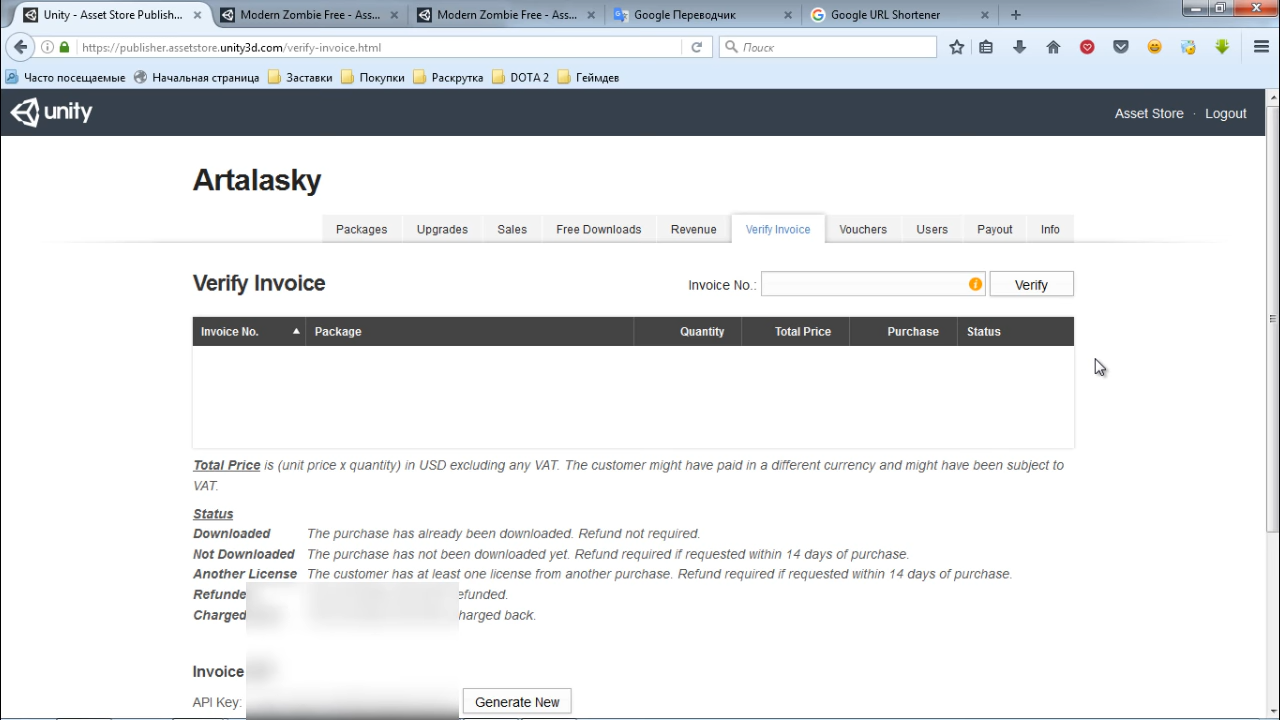 Unity - Asset Store Publish...
Modern Zombie Free - Ass...
Modern Zombie Free - Ass...
Google Переводчик
Google URL Shortener
https://publisher.assetstore.unity3d.com/verify-invoice.html
Поиск
Часто посещаемые
Начальная страница
Заставки
Покупки
Раскрутка
DOTA 2
Геймдев
unity
Asset Store · Logout
Artalasky
Packages
Upgrades
Sales
Free Downloads
Revenue
Verify Invoice
Vouchers
Users
Payout
Info
Verify Invoice
Invoice No.:
Verify
Invoice No.
Package
Quantity
Total Price
Purchase
Status
Total Price is (unit price x quantity) in USD excluding any VAT. The customer might have paid in a different currency and might have been subject to
VAT.
Status
Downloaded The purchase has already been downloaded. Refund not required.
Not Downloaded The purchase has not been downloaded yet. Refund required if requested within 14 days of purchase.
Another License The customer has at least one license from another purchase. Refund required if requested within 14 days of purchase.
Refunde efunded.
Charged harged back.
Invoice
API Key:
Generate New